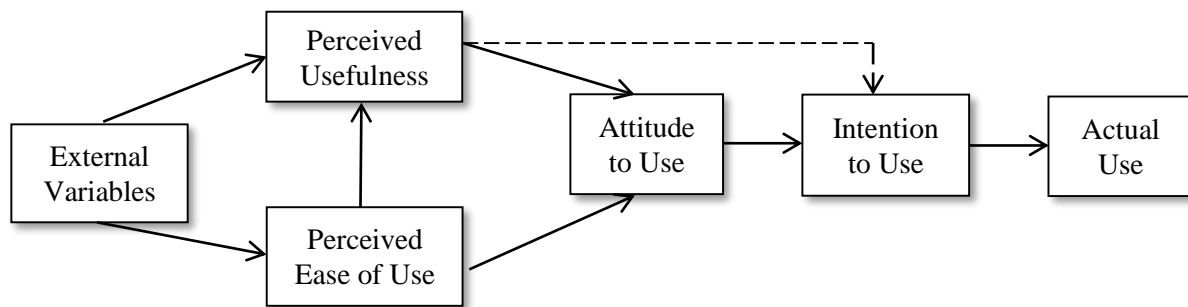 Perceived
Usefulness
External
Variables
Perceived
Ease of Use
Attitude
to Use
Intention
to Use
Actual
Use